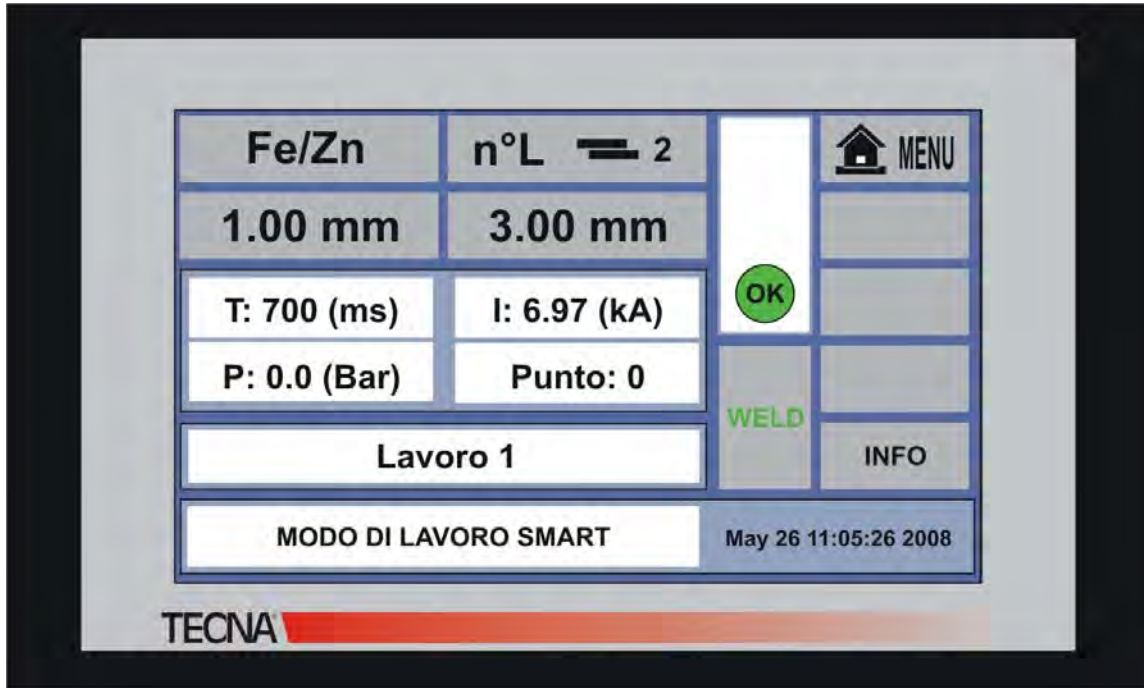 Fe/Zn
n°L 2
MENU
1.00 mm
3.00 mm
OK
T: 700 (ms)
I: 6.97 (kA)
P: 0.0 (Bar)
Punto: 0
WELD
Lavoro 1
INFO
MODO DI LAVORO SMART
May 26 11:05:26 2008
TECNA